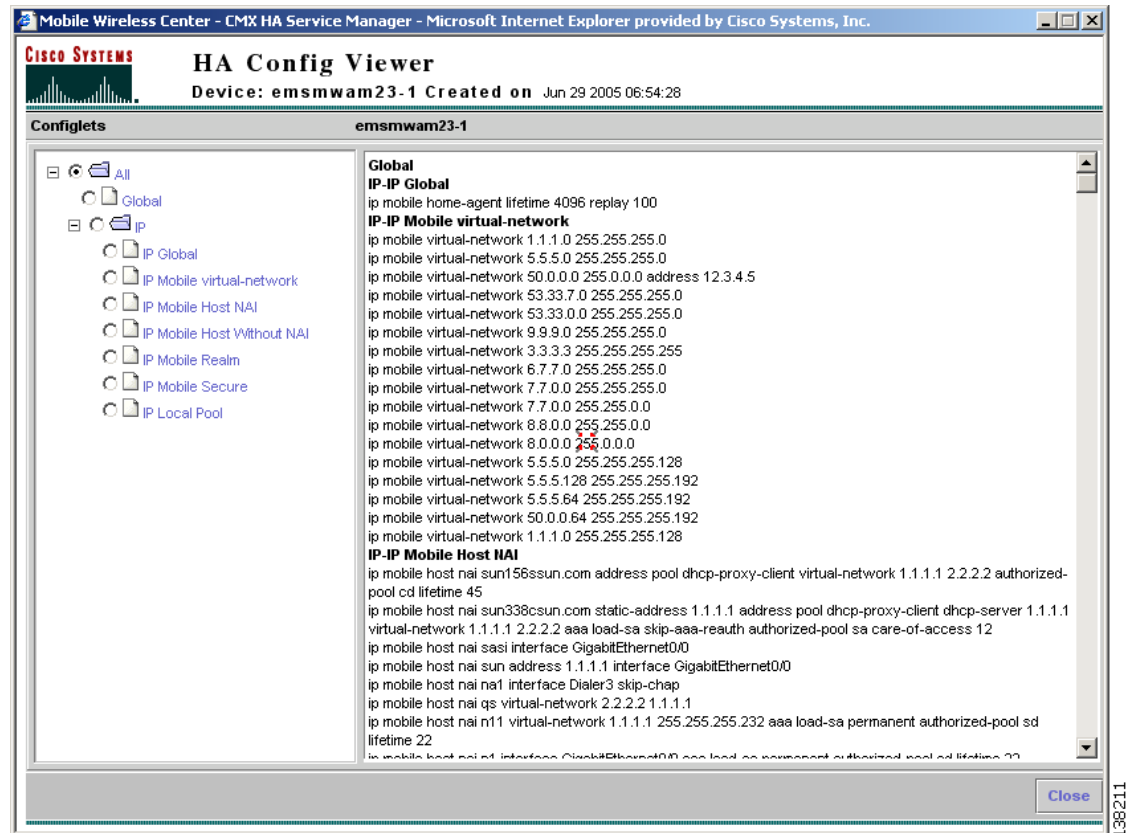 Mobile Wireless Center - CMX HA Service Manager - Microsoft Internet Explorer provided by Cisco Systems, Inc.
CISCO SYSTEMS
HA Config Viewer
Device: emsmwam23-1 Created on Jun 29 2005 06:54:28
Configlets
emsmwam23-1
All
Global
IP
IP Global
IP Mobile virtual-network
IP Mobile Host NAI
IP Mobile Host Without NAI
IP Mobile Realm
IP Mobile Secure
IP Local Pool
Global
IP-IP Global
ip mobile home-agent lifetime 4096 replay 100
IP-IP Mobile virtual-network
ip mobile virtual-network 1.1.1.0 255.255.255.0
ip mobile virtual-network 5.5.5.0 255.255.255.0
ip mobile virtual-network 50.0.0.0 255.0.0.0 address 12.3.4.5
ip mobile virtual-network 53.33.7.0 255.255.255.0
ip mobile virtual-network 53.33.0.0 255.255.255.0
ip mobile virtual-network 9.9.9.0 255.255.255.0
ip mobile virtual-network 3.3.3.3 255.255.255.255
ip mobile virtual-network 6.7.7.0 255.255.255.0
ip mobile virtual-network 7.7.0.0 255.255.255.0
ip mobile virtual-network 7.7.0.0 255.255.0.0
ip mobile virtual-network 8.8.0.0 255.255.0.0
ip mobile virtual-network 8.0.0.0 255.0.0.0
ip mobile virtual-network 5.5.5.0 255.255.255.128
ip mobile virtual-network 5.5.5.128 255.255.255.192
ip mobile virtual-network 5.5.5.64 255.255.255.192
ip mobile virtual-network 50.0.0.64 255.255.255.192
ip mobile virtual-network 1.1.1.0 255.255.255.128
IP-IP Mobile Host NAI
ip mobile host nai sun156ssun.com address pool dhcp-proxy-client virtual-network 1.1.1.1 2.2.2.2 authorized-
pool cd lifetime 45
ip mobile host nai sun338csun.com static-address 1.1.1.1 address pool dhcp-proxy-client dhcp-server 1.1.1.1
virtual-network 1.1.1.1 2.2.2.2 aaa load-sa skip-aaa-reauth authorized-pool sa care-of-access 12
ip mobile host nai sasi interface GigabitEthernet0/0
ip mobile host nai sun address 1.1.1.1 interface GigabitEthernet0/0
ip mobile host nai na1 interface Dialer3 skip-chap
ip mobile host nai qs virtual-network 2.2.2.2 1.1.1.1
ip mobile host nai n11 virtual-network 1.1.1.1 255.255.255.232 aaa load-sa permanent authorized-pool sd
lifetime 22
ip mobile host nai n1 interface GigabitEthernet0/0 aaa load-sa permanent authorized-pool sd lifetime 22
Close
138211